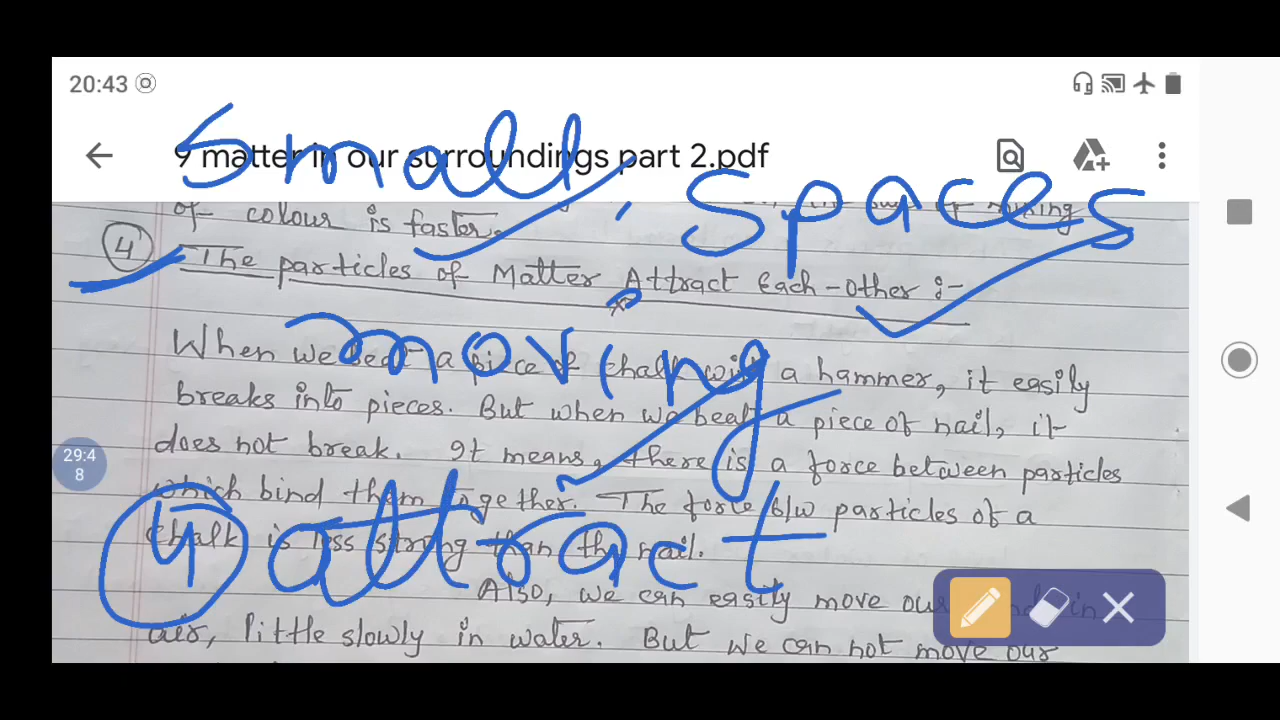 20:43
9 matter in our surroundings part 2.pdf
small, spaces
of colour is faster. mixing
4 The particles of Matter Attract Each-Other :-
moving
When we beat a piece of chalk with a hammer, it easily
breaks into pieces. But when we beat a piece of nail, it
does not break. It means, there is a force between particles
29:4
8
which bind them together. The force b/w particles of a
4 attract
chalk is less strong than the nail.
Also, we can easily move our in
air, little slowly in water. But we can not move our